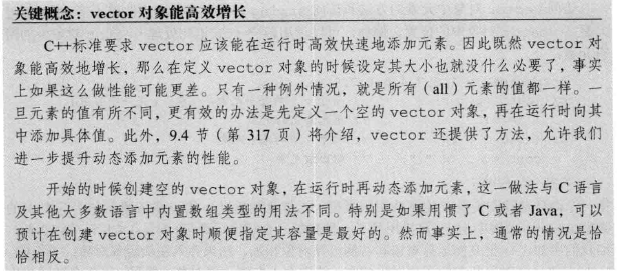 关键概念：vector 对象能高效增长
C++标准要求 vector 应该能在运行时高效快速地添加元素。因此既然 vector 对
象能高效地增长，那么在定义 vector 对象的时候设定其大小也就没什么必要了，事实
上如果这么做性能可能更差。只有一种例外情况，就是所有（all）元素的值都一样。一
旦元素的值有所不同，更有效的办法是先定义一个空的 vector 对象，再在运行时向其
中添加具体值。此外，9.4 节（第 317 页）将介绍，vector 还提供了方法，允许我们
进一步提升动态添加元素的性能。
开始的时候创建空的 vector 对象，在运行时再动态添加元素，这一做法与 C 语言
及其他大多数语言中内置数组类型的用法不同。特别是如果用惯了 C 或者 Java，可以
预计在创建 vector 对象时顺便指定其容量是最好的。然而事实上，通常的情况是恰
恰相反。